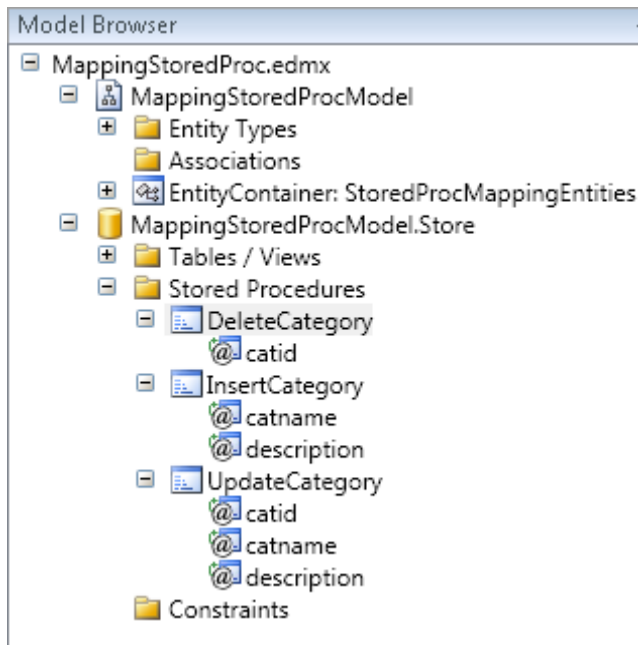 Model Browser
MappingStoredProc.edmx
MappingStoredProcModel
Entity Types
Associations
EntityContainer: StoredProcMappingEntities
MappingStoredProcModel.Store
Tables / Views
Stored Procedures
DeleteCategory
catid
InsertCategory
catname
description
UpdateCategory
catid
catname
description
Constraints